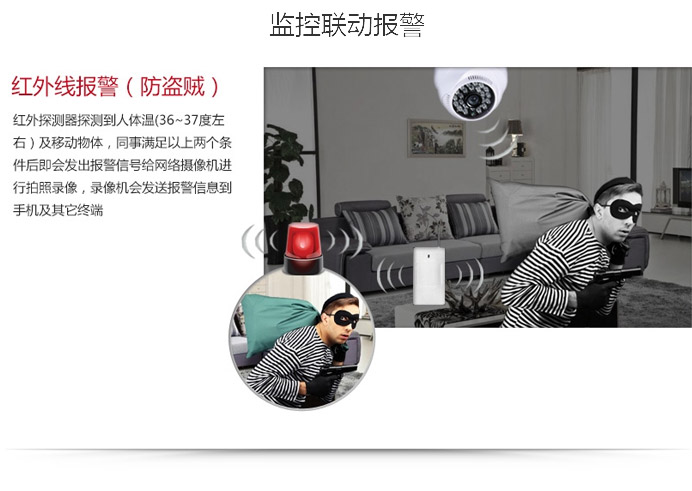 监控联动报警
红外线报警（防盗贼）
红外探测器探测到人体温(36~37度左
右）及移动物体，同事满足以上两个条
件后即会发出报警信号给网络摄像机进
行拍照录像，录像机会发送报警信息到
手机及其它终端